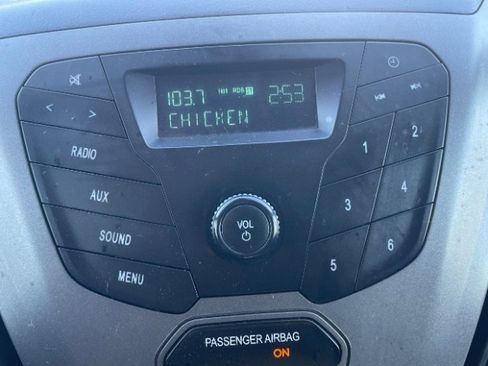 103.7 RDS 2:53
CHICKEN
RADIO
AUX
SOUND
MENU
VOL
1 2
3 4
5 6
PASSENGER AIRBAG
ON